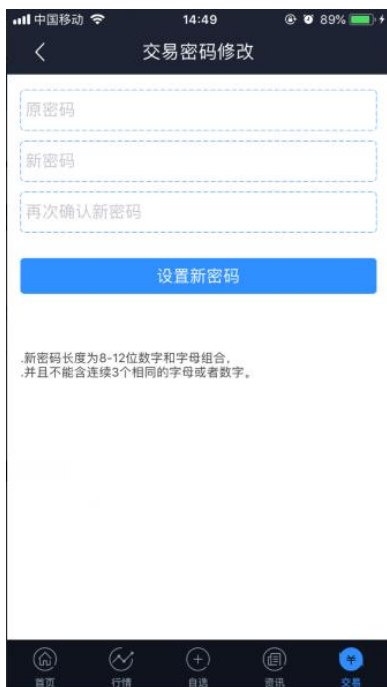 中国移动 14:49 89%
交易密码修改
原密码
新密码
再次确认新密码
设置新密码
.新密码长度为8-12位数字和字母组合,
.并且不能含连续3个相同的字母或者数字。
首页 行情 自选 资讯 交易